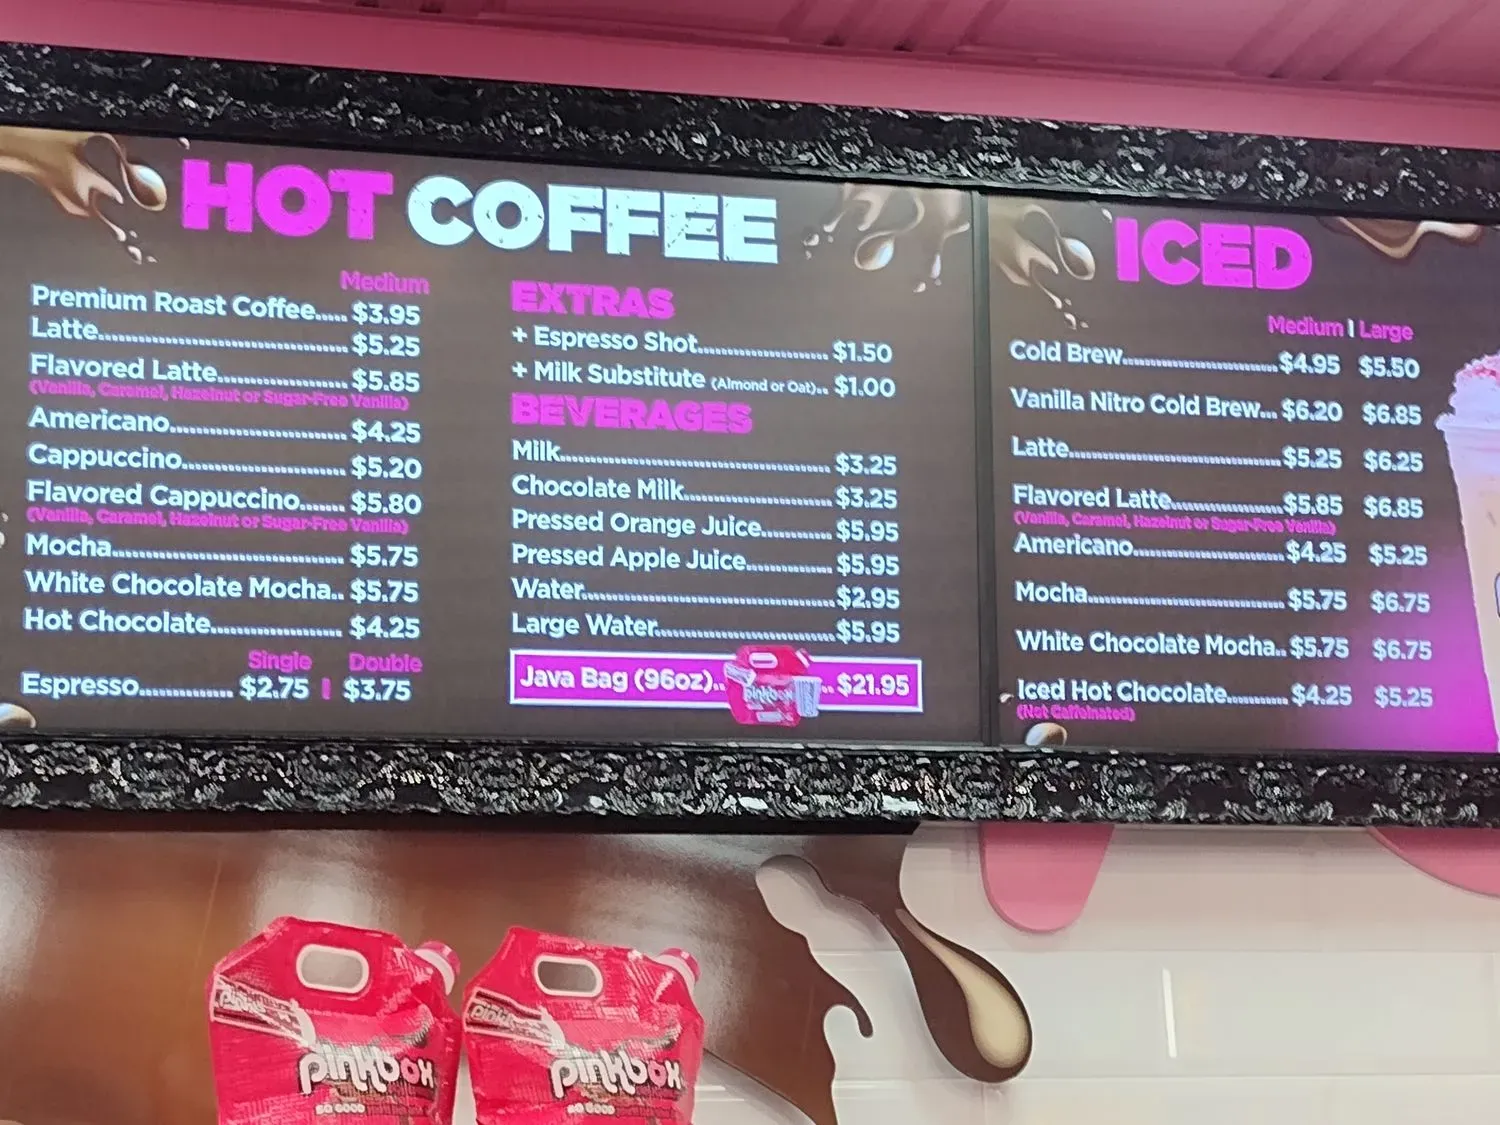 HOT COFFEE
Medium
Premium Roast Coffee..... $3.95
Latte................ $5.25
Flavored Latte................ $5.85
(Vanilla, Caramel, Hazelnut or Sugar-Free Vanilla)
Americano................ $4.25
Cappuccino................ $5.20
Flavored Cappuccino....... $5.80
(Vanilla, Caramel, Hazelnut or Sugar-Free Vanilla)
Mocha................ $5.75
White Chocolate Mocha.. $5.75
Hot Chocolate................ $4.25
Single Double
Espresso.............. $2.75 | $3.75
EXTRAS
+ Espresso Shot................ $1.50
+ Milk Substitute (Almond or Oat).. $1.00
BEVERAGES
Milk................ $3.25
Chocolate Milk................ $3.25
Pressed Orange Juice............ $5.95
Pressed Apple Juice............ $5.95
Water................ $2.95
Large Water................ $5.95
Java Bag (96oz).. .. $21.95
pinkbox
ICED
Medium | Large
Cold Brew................ $4.95 $5.50
Vanilla Nitro Cold Brew... $6.20 $6.85
Latte................ $5.25 $6.25
Flavored Latte................ $5.85 $6.85
(Vanilla, Caramel, Hazelnut or Sugar-Free Vanilla)
Americano................ $4.25 $5.25
Mocha................ $5.75 $6.75
White Chocolate Mocha.. $5.75 $6.75
Iced Hot Chocolate........... $4.25 $5.25
(Not Caffeinated)
pinkbox
SO GOOD
pinkbox
SO GOOD